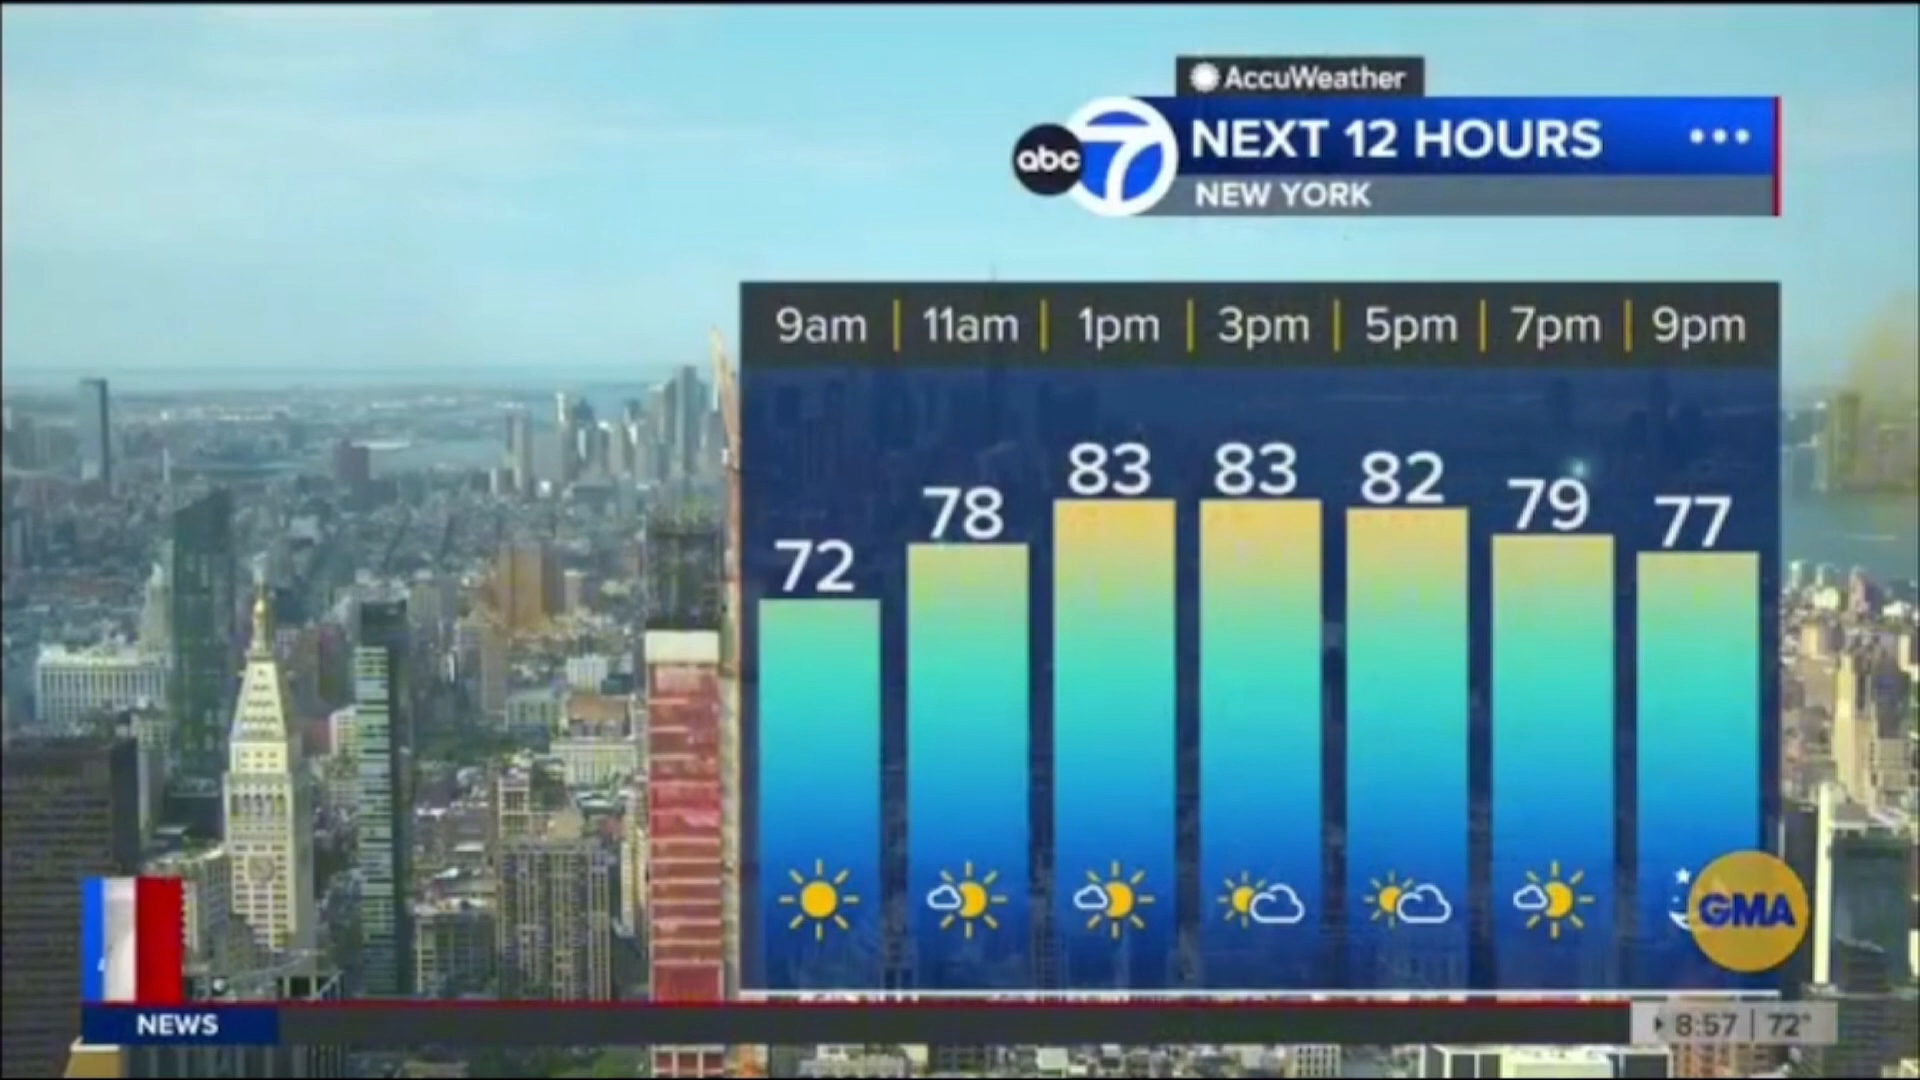 AccuWeather
abc 7 NEXT 12 HOURS
NEW YORK
9am 11am 1pm 3pm 5pm 7pm 9pm
72 78 83 83 82 79 77
GMA
NEWS
8:57 72°